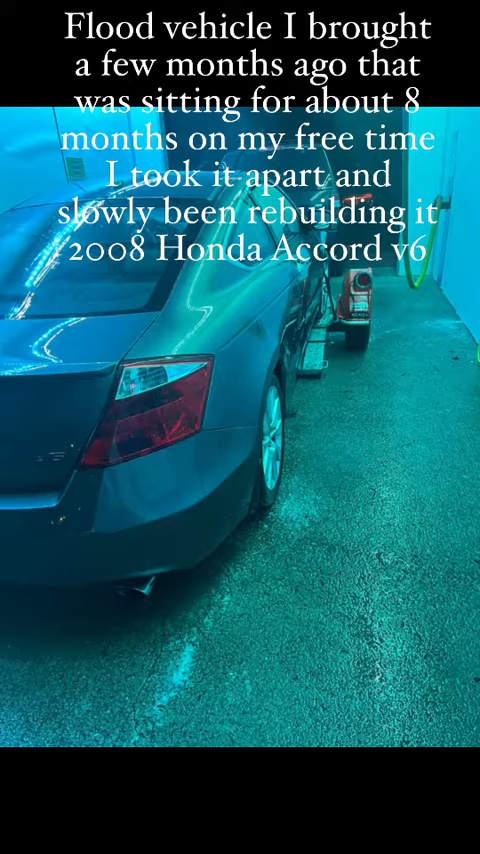 Flood vehicle I brought
a few months ago that
was sitting for about 8
months on my free time
I took it apart and
slowly been rebuilding it
2008 Honda Accord v6